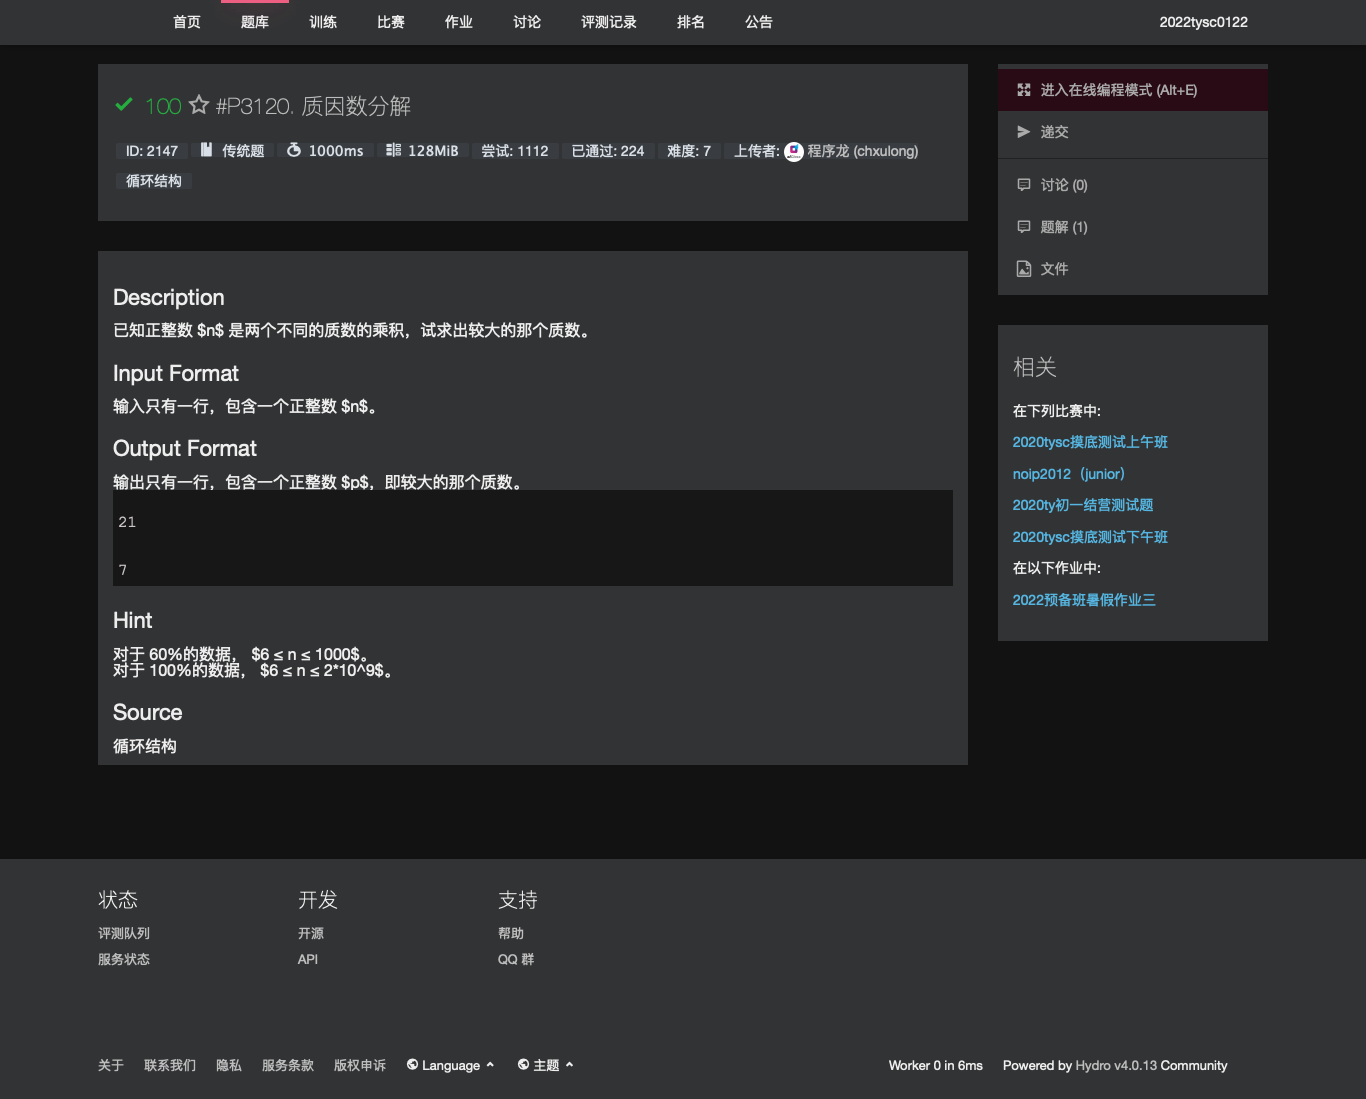 首页 题库 训练 比赛 作业 讨论 评测记录 排名 公告 2022tysc0122
100 #P3120. 质因数分解
ID: 2147 传统题 1000ms 128MiB 尝试: 1112 已通过: 224 难度: 7 上传者: 程序龙 (chxulong)
循环结构
Description
已知正整数 $n$ 是两个不同的质数的乘积，试求出较大的那个质数。
Input Format
输入只有一行，包含一个正整数 $n$。
Output Format
输出只有一行，包含一个正整数 $p$，即较大的那个质数。
21
7
Hint
对于 60%的数据， $6 ≤ n ≤ 1000$。
对于 100%的数据， $6 ≤ n ≤ 2*10^9$。
Source
循环结构
进入在线编程模式 (Alt+E)
递交
讨论 (0)
题解 (1)
文件
相关
在下列比赛中:
2020tysc摸底测试上午班
noip2012（junior）
2020ty初一结营测试题
2020tysc摸底测试下午班
在以下作业中:
2022预备班暑假作业三
状态 开发 支持
评测队列 开源 帮助
服务状态 API QQ 群
关于 联系我们 隐私 服务条款 版权申诉 Language 主题 Worker 0 in 6ms Powered by Hydro v4.0.13 Community